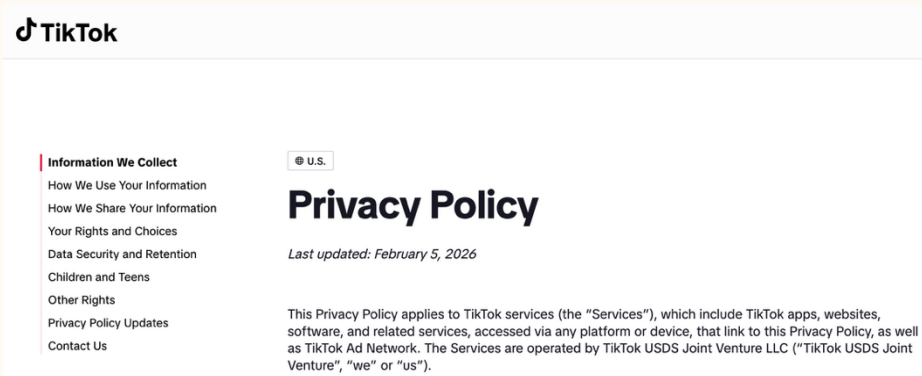 TikTok
Information We Collect
How We Use Your Information
How We Share Your Information
Your Rights and Choices
Data Security and Retention
Children and Teens
Other Rights
Privacy Policy Updates
Contact Us
U.S.
Privacy Policy
Last updated: February 5, 2026
This Privacy Policy applies to TikTok services (the “Services”), which include TikTok apps, websites,
software, and related services, accessed via any platform or device, that link to this Privacy Policy, as well
as TikTok Ad Network. The Services are operated by TikTok USDS Joint Venture LLC (“TikTok USDS Joint
Venture”, “we” or “us”).